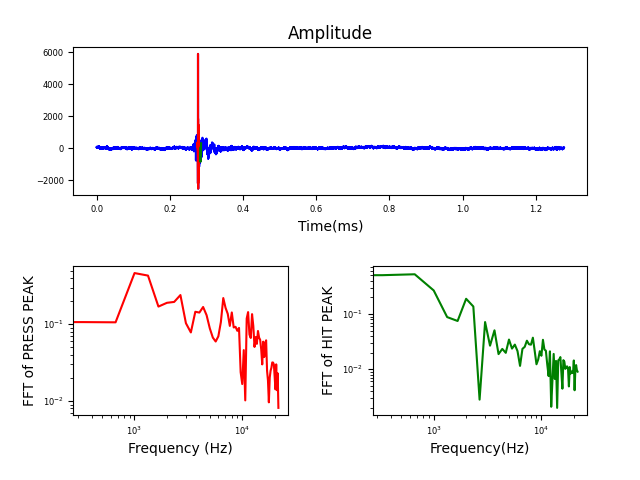 Amplitude
6000
4000
2000
0
−2000
0.0 0.2 0.4 0.6 0.8 1.0 1.2
Time(ms)
FFT of PRESS PEAK
10⁻¹
10⁻²
10³ 10⁴
Frequency (Hz)
FFT of HIT PEAK
10⁻¹
10⁻²
10³ 10⁴
Frequency(Hz)